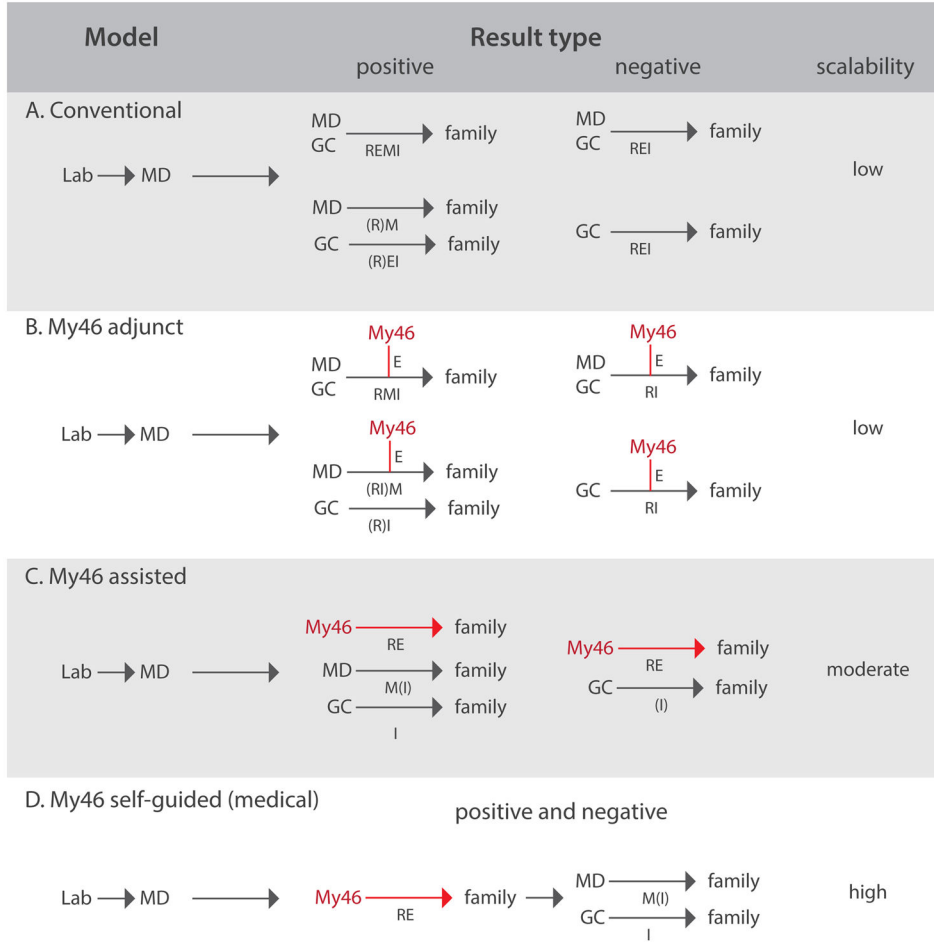 Model Result type
positive negative scalability
A. Conventional
MD
GC REMI family
MD
GC REI family
Lab MD
low
MD (R)M family
GC (R)EI family
GC REI family
B. My46 adjunct
My46
E
MD
GC RMI family
My46
E
MD
GC RI family
Lab MD
low
My46
E
MD (RI)M family
GC (R)I family
My46
E
GC RI family
C. My46 assisted
My46 RE family
My46 RE family
Lab MD
MD M(I) family
GC (I) family
moderate
GC I family
D. My46 self-guided (medical)
positive and negative
Lab MD
My46 RE family
MD M(I) family
GC I family
high